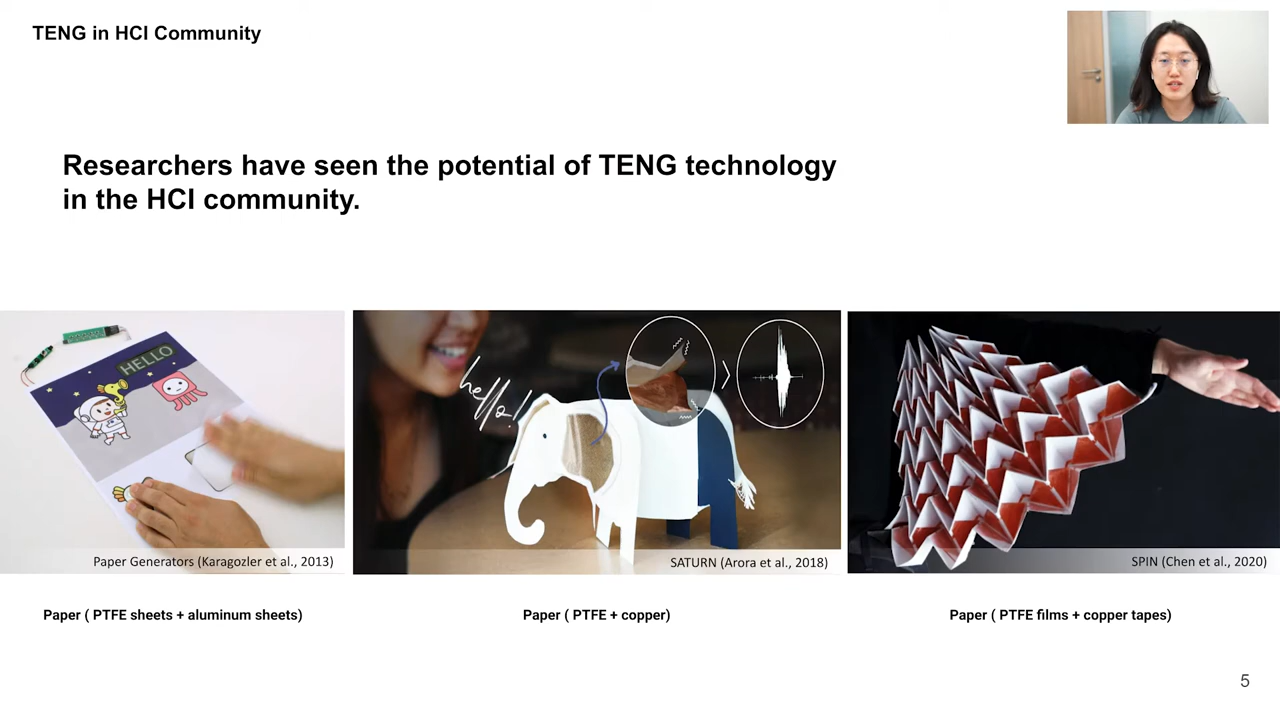 TENG in HCI Community
Researchers have seen the potential of TENG technology
in the HCI community.
HELLO
hello!
Paper Generators (Karagozler et al., 2013)
SATURN (Arora et al., 2018)
SPIN (Chen et al., 2020)
Paper ( PTFE sheets + aluminum sheets)
Paper ( PTFE + copper)
Paper ( PTFE films + copper tapes)
5